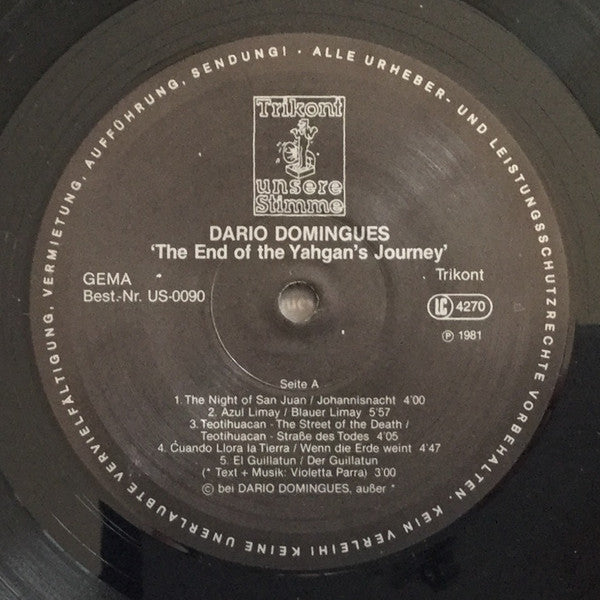 ALLE URHEBER- UND LEISTUNGSSCHUTZRECHTE VORBEHALTEN · KEIN VERLEIH! KEINE UNERLAUBTE VERVIELFÄLTIGUNG, VERMIETUNG, AUFFÜHRUNG, SENDUNG! ·
Trikont
unsere
Stimme
DARIO DOMINGUES
'The End of the Yahgan's Journey'
GEMA
Best-Nr. US-0090
Trikont
LC 4270
Ⓟ 1981
Seite A
1. The Night of San Juan / Johannisnacht 4'00
2. Azul Limay / Blauer Limay 5'57
3. Teotihuacan - The Street of the Death /
Teotihuacan - Straße des Todes 4'05
4. Cuando Llora la Tierra / Wenn die Erde weint 4'47
5. El Guillatun / Der Guillatun
(* Text + Musik: Violetta Parra) 3'00
© bei DARIO DOMINGUES, außer *